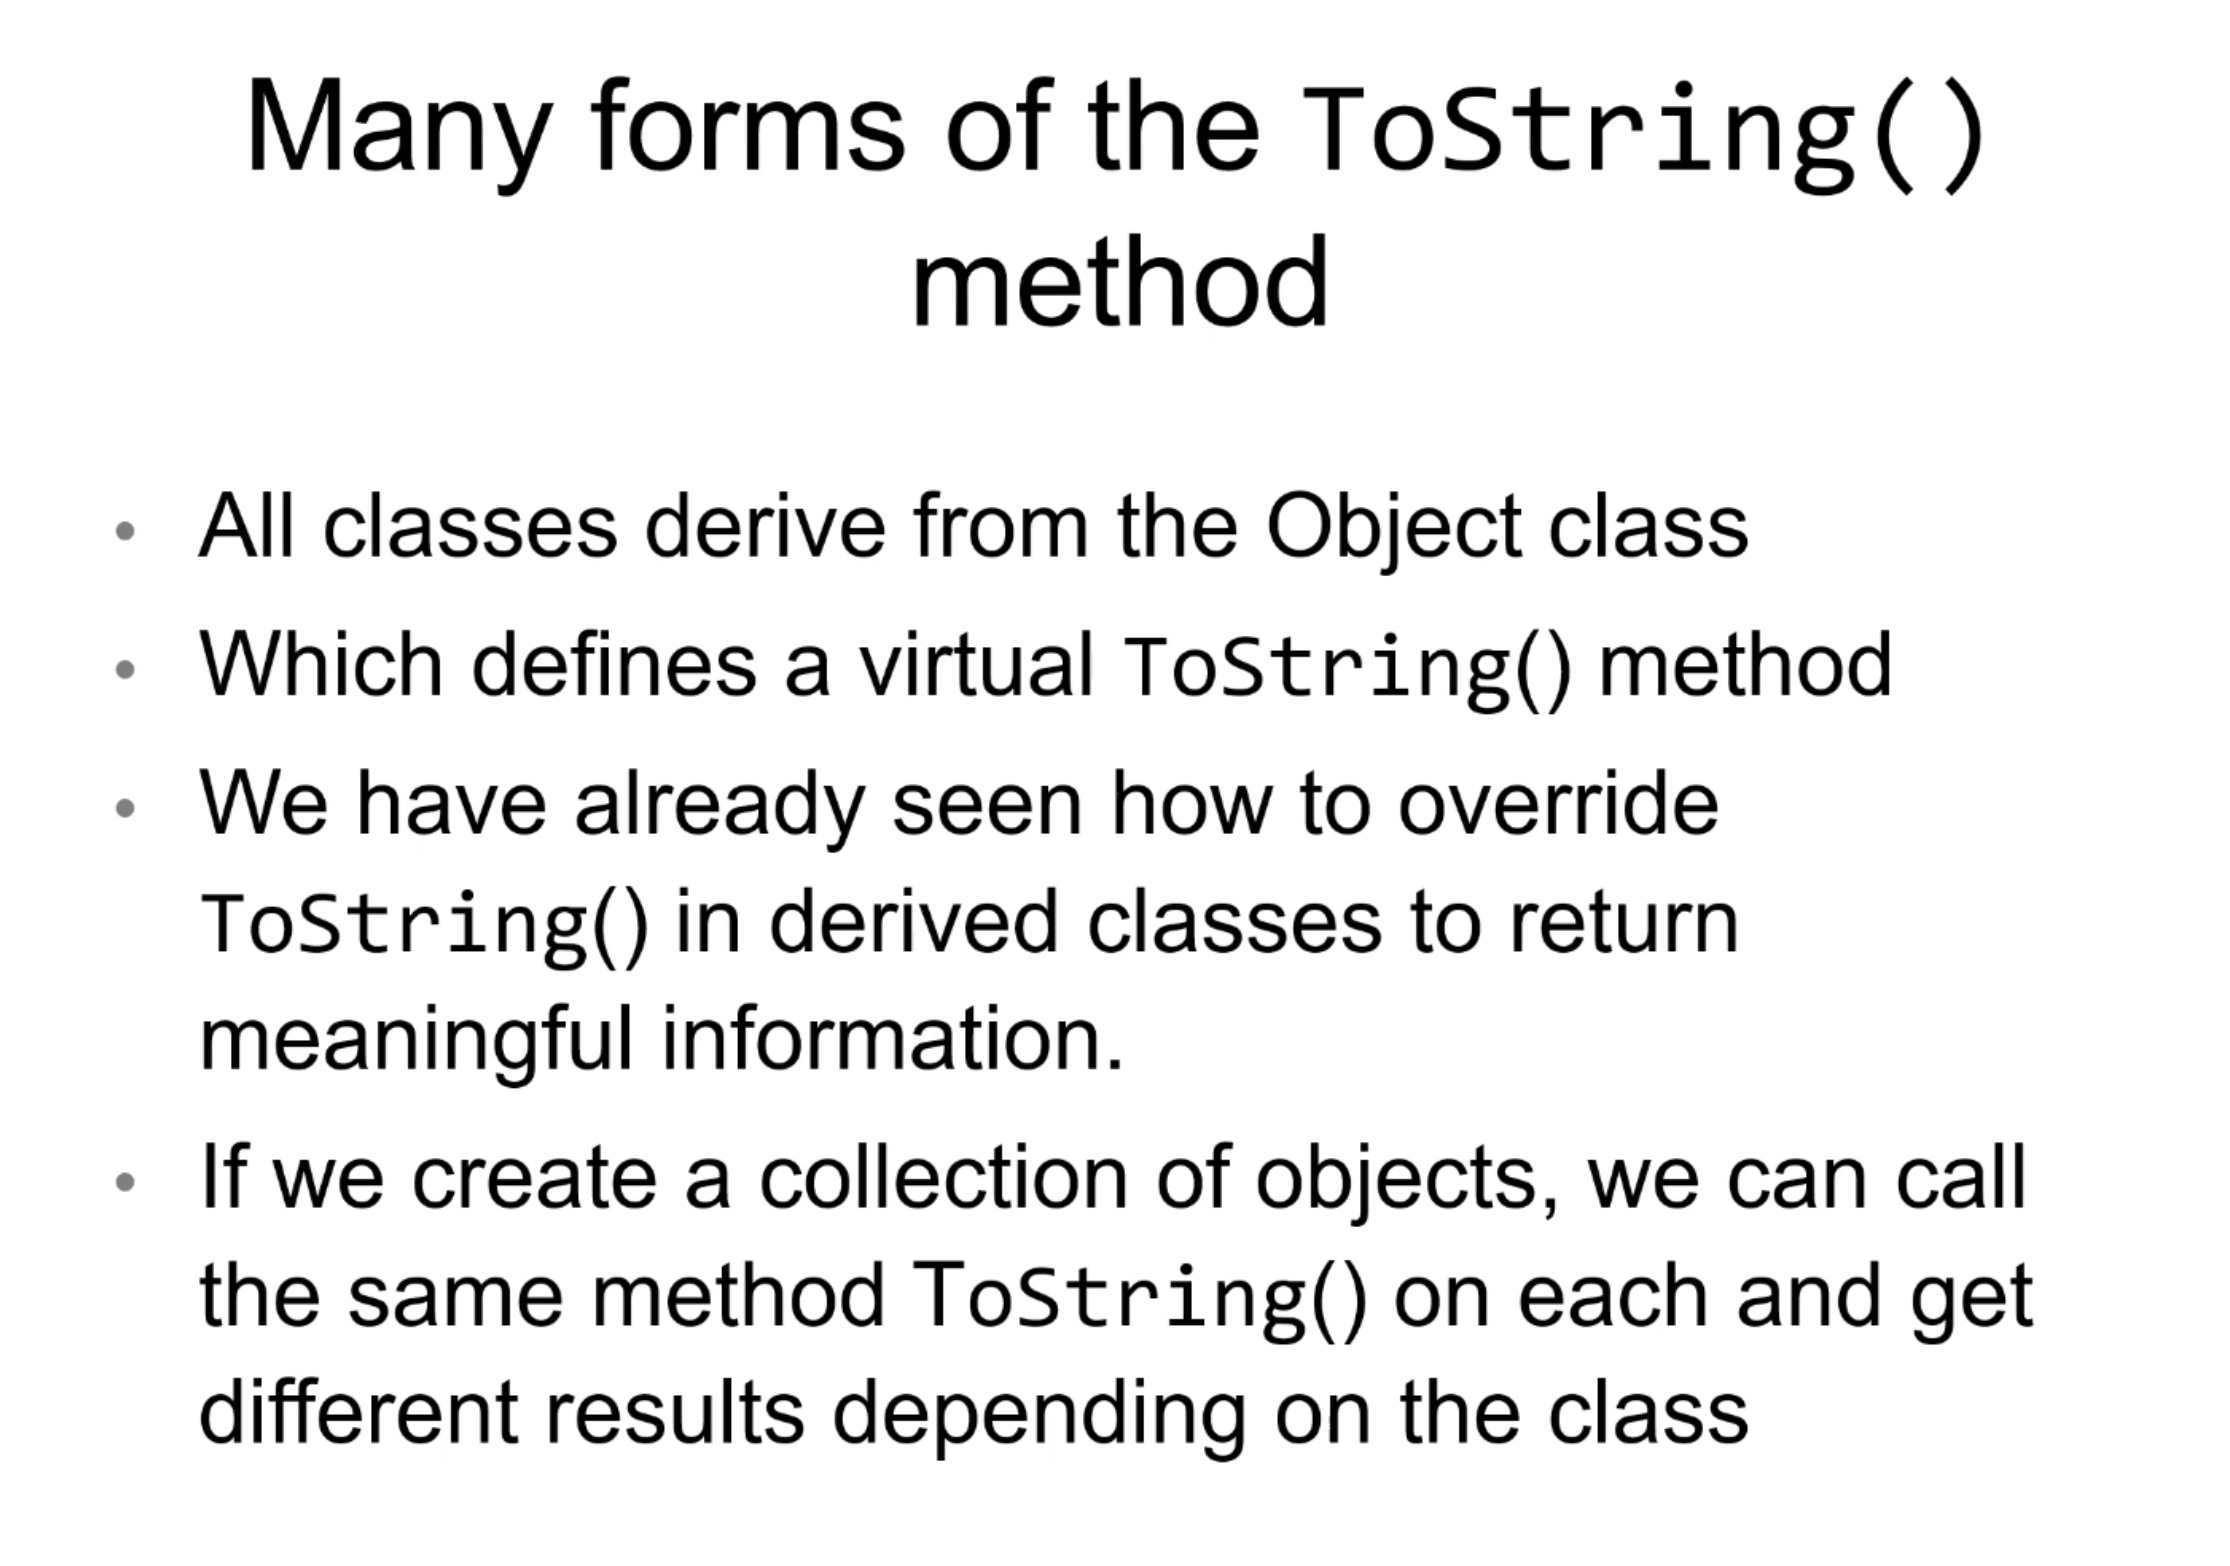 Many forms of the ToString()
method
• All classes derive from the Object class
• Which defines a virtual ToString() method
• We have already seen how to override
ToString() in derived classes to return
meaningful information.
• If we create a collection of objects, we can call
the same method ToString() on each and get
different results depending on the class